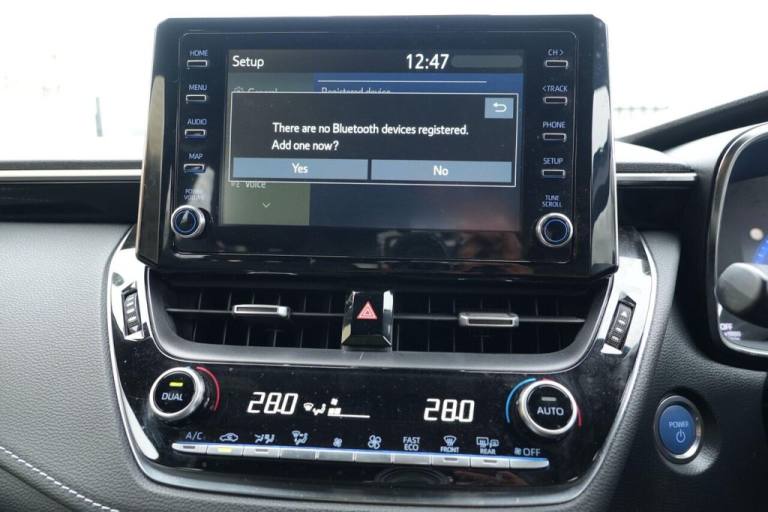 HOME
MENU
AUDIO
MAP
POWER
VOLUME
Setup
12:47
General
Registered device
There are no Bluetooth devices registered.
Add one now?
Yes
No
Voice
CH >
< TRACK
PHONE
SETUP
TUNE
SCROLL
DUAL
28.0
28.0
AUTO
A/C
FAST
ECO
FRONT
REAR
OFF
POWER
OFF